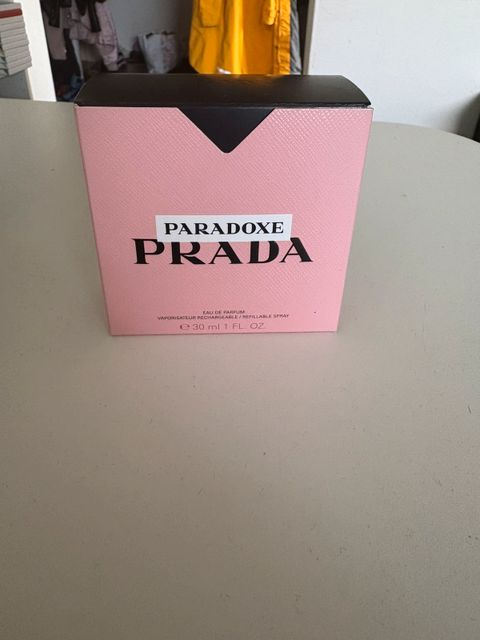 PARADOXE
PRADA
EAU DE PARFUM
VAPORISATEUR RECHARGEABLE / REFILLABLE SPRAY
℮ 30 ml 1 FL. OZ.